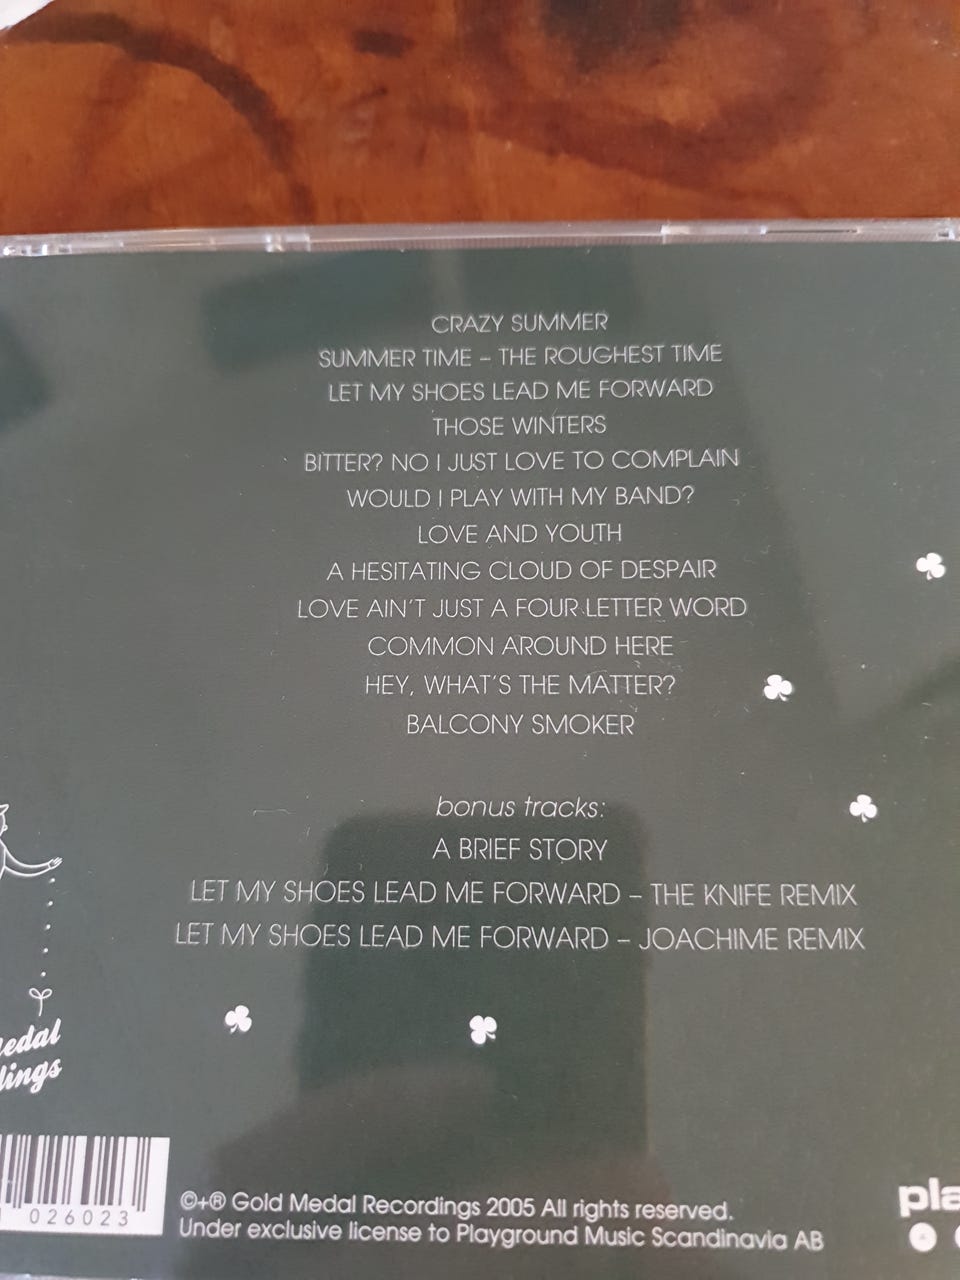 CRAZY SUMMER
SUMMER TIME – THE ROUGHEST TIME
LET MY SHOES LEAD ME FORWARD
THOSE WINTERS
BITTER? NO I JUST LOVE TO COMPLAIN
WOULD I PLAY WITH MY BAND?
LOVE AND YOUTH
A HESITATING CLOUD OF DESPAIR
LOVE AIN'T JUST A FOUR LETTER WORD
COMMON AROUND HERE
HEY, WHAT'S THE MATTER?
BALCONY SMOKER
bonus tracks:
A BRIEF STORY
LET MY SHOES LEAD ME FORWARD – THE KNIFE REMIX
LET MY SHOES LEAD ME FORWARD – JOACHIME REMIX
026023
©+® Gold Medal Recordings 2005 All rights reserved.
Under exclusive license to Playground Music Scandinavia AB